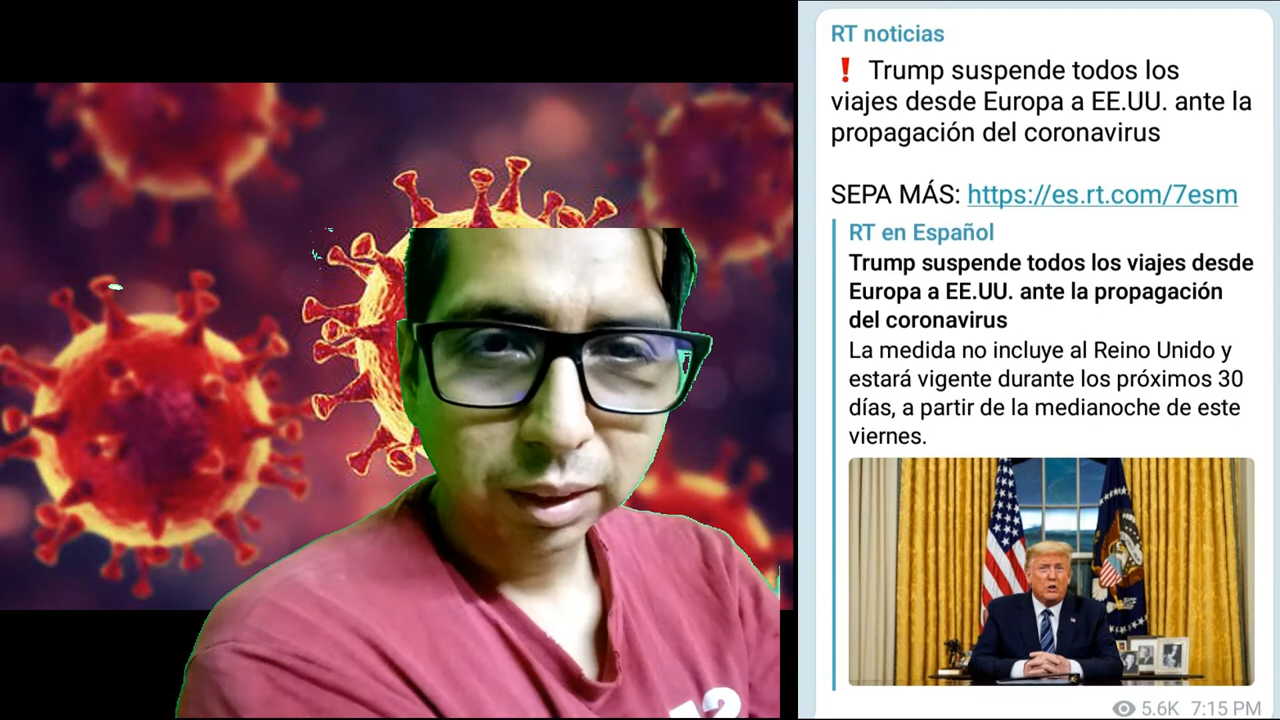 RT noticias
❗ Trump suspende todos los
viajes desde Europa a EE.UU. ante la
propagación del coronavirus
SEPA MÁS: https://es.rt.com/7esm
RT en Español
Trump suspende todos los viajes desde
Europa a EE.UU. ante la propagación
del coronavirus
La medida no incluye al Reino Unido y
estará vigente durante los próximos 30
días, a partir de la medianoche de este
viernes.
5.6K 7:15 PM